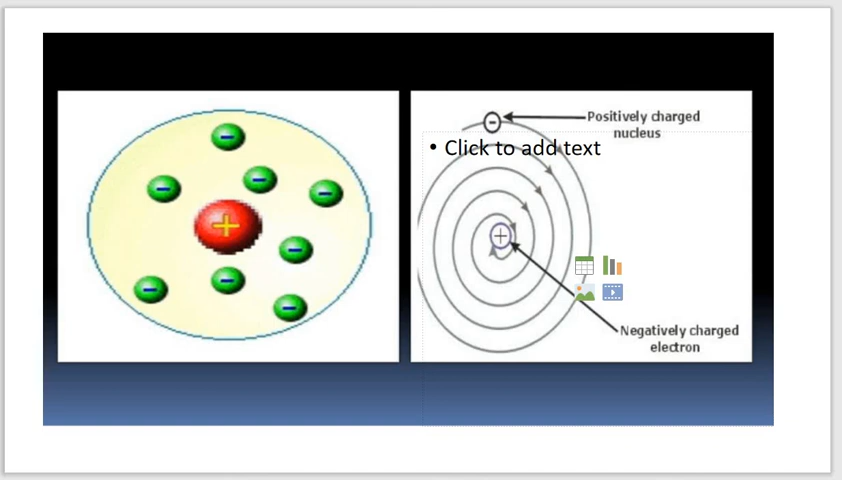 Positively charged
nucleus
• Click to add text
Negatively charged
electron